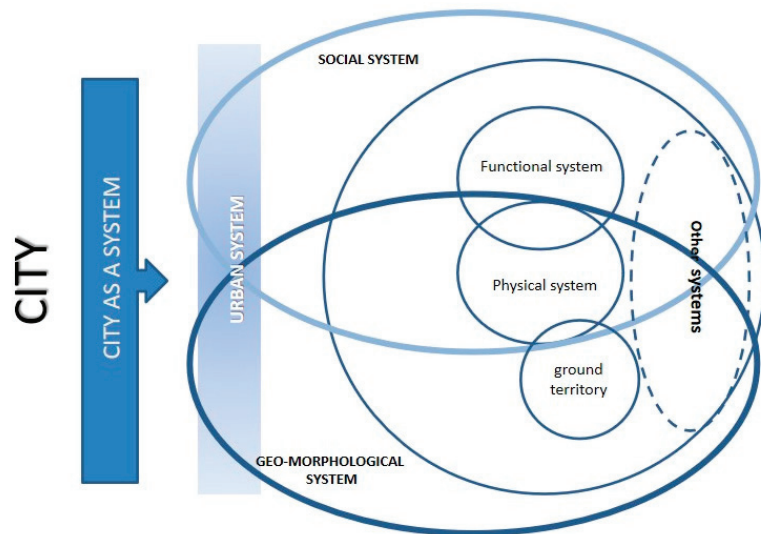 CITY
CITY AS A SYSTEM
URBAN SYSTEM
SOCIAL SYSTEM
Functional system
Physical system
Other systems
ground
territory
GEO-MORPHOLOGICAL
SYSTEM